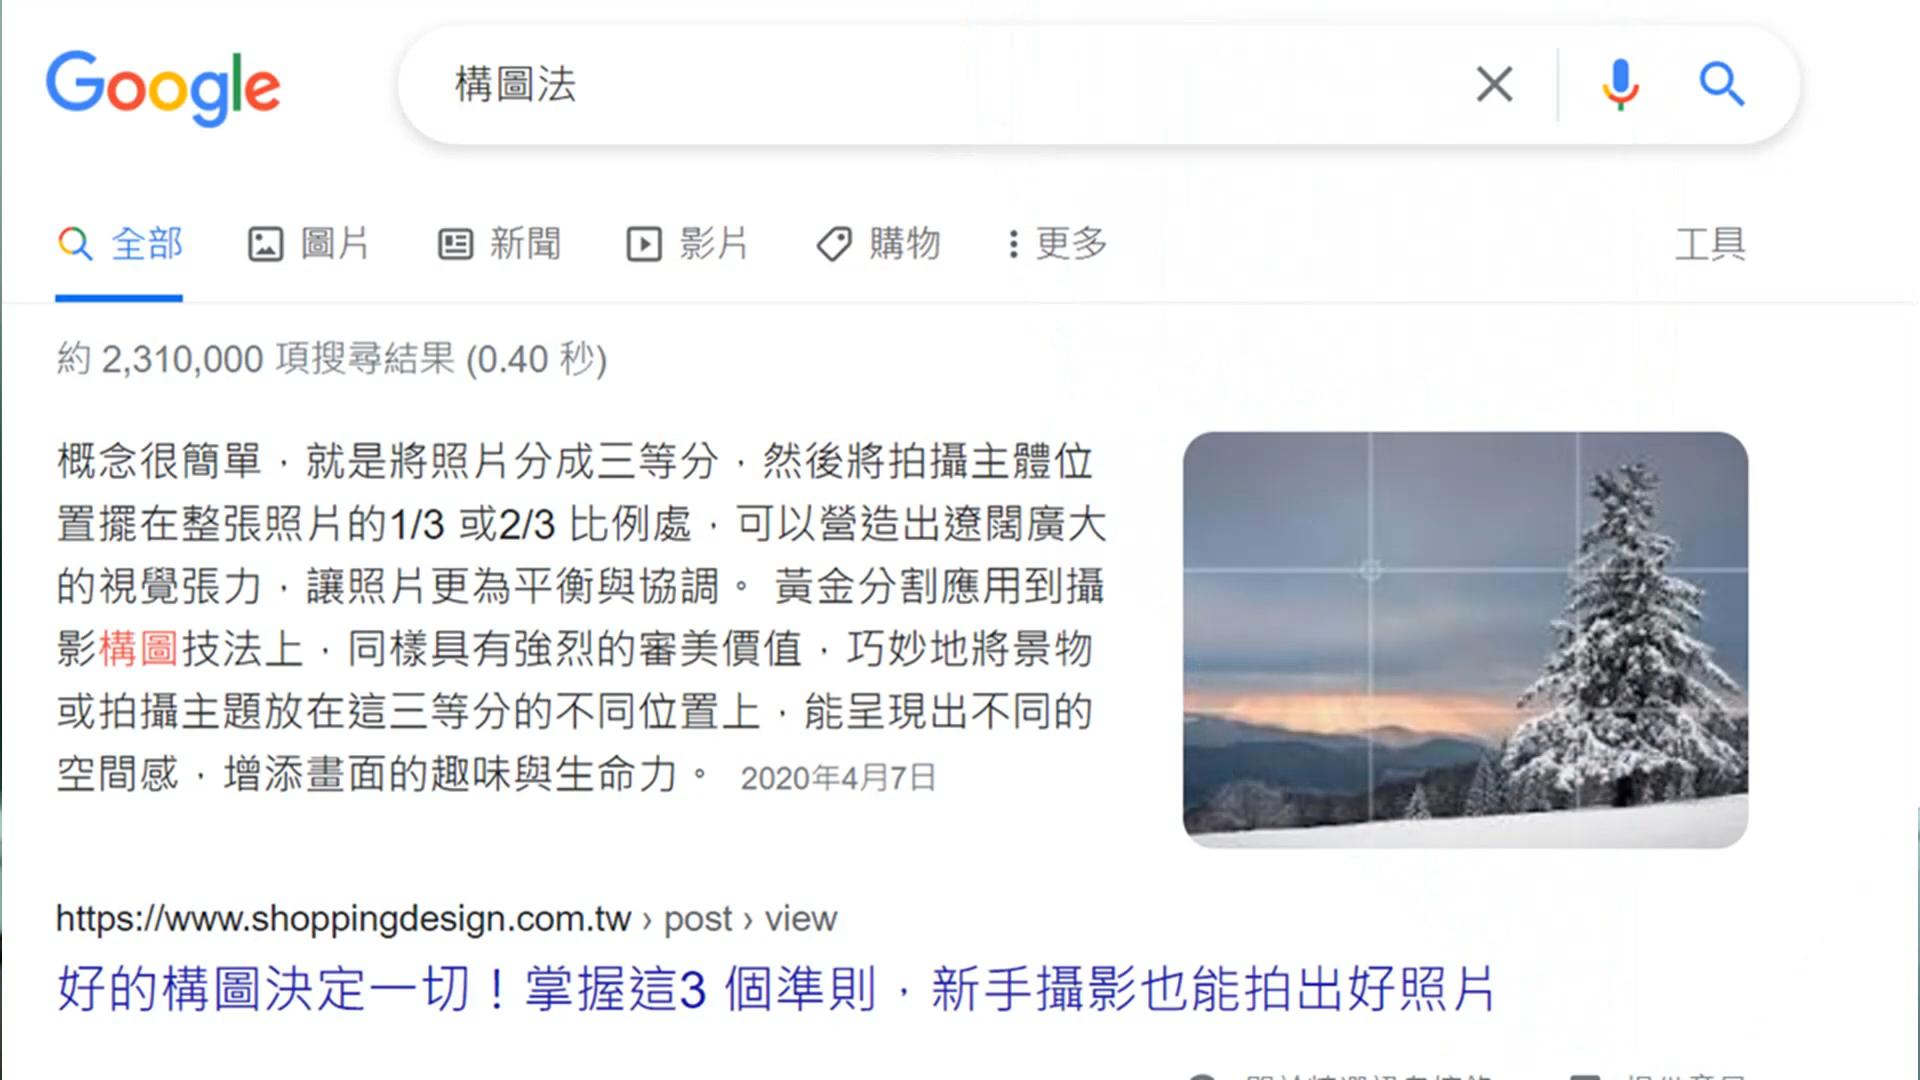 Google
構圖法
全部 圖片 新聞 影片 購物 更多 工具
約 2,310,000 項搜尋結果 (0.40 秒)
概念很簡單，就是將照片分成三等分，然後將拍攝主體位
置擺在整張照片的1/3 或2/3 比例處，可以營造出遼闊廣大
的視覺張力，讓照片更為平衡與協調。 黃金分割應用到攝
影構圖技法上，同樣具有強烈的審美價值，巧妙地將景物
或拍攝主題放在這三等分的不同位置上，能呈現出不同的
空間感，增添畫面的趣味與生命力。 2020年4月7日
https://www.shoppingdesign.com.tw › post › view
好的構圖決定一切！掌握這3 個準則，新手攝影也能拍出好照片